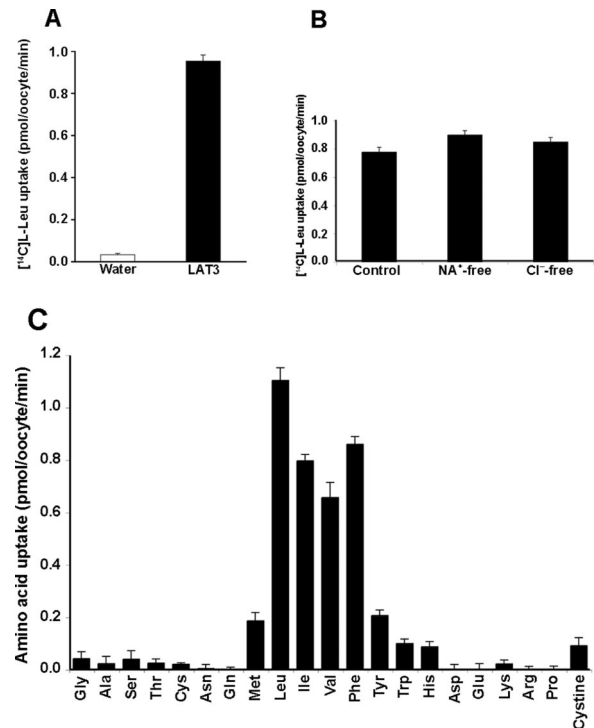 A
[¹⁴C]L-Leu uptake (pmol/oocyte/min)
1.0
0.8
0.6
0.4
0.2
0.0
Water LAT3
B
[¹⁴C]L-Leu uptake (pmol/oocyte/min)
1.0
0.8
0.6
0.4
0.2
0.0
Control NA⁺-free Cl⁻-free
C
Amino acid uptake (pmol/oocyte/min)
1.2
1.0
0.8
0.6
0.4
0.2
0.0
Gly
Ala
Ser
Thr
Cys
Asn
Gln
Met
Leu
Ile
Val
Phe
Tyr
Trp
His
Asp
Glu
Lys
Arg
Pro
Cystine